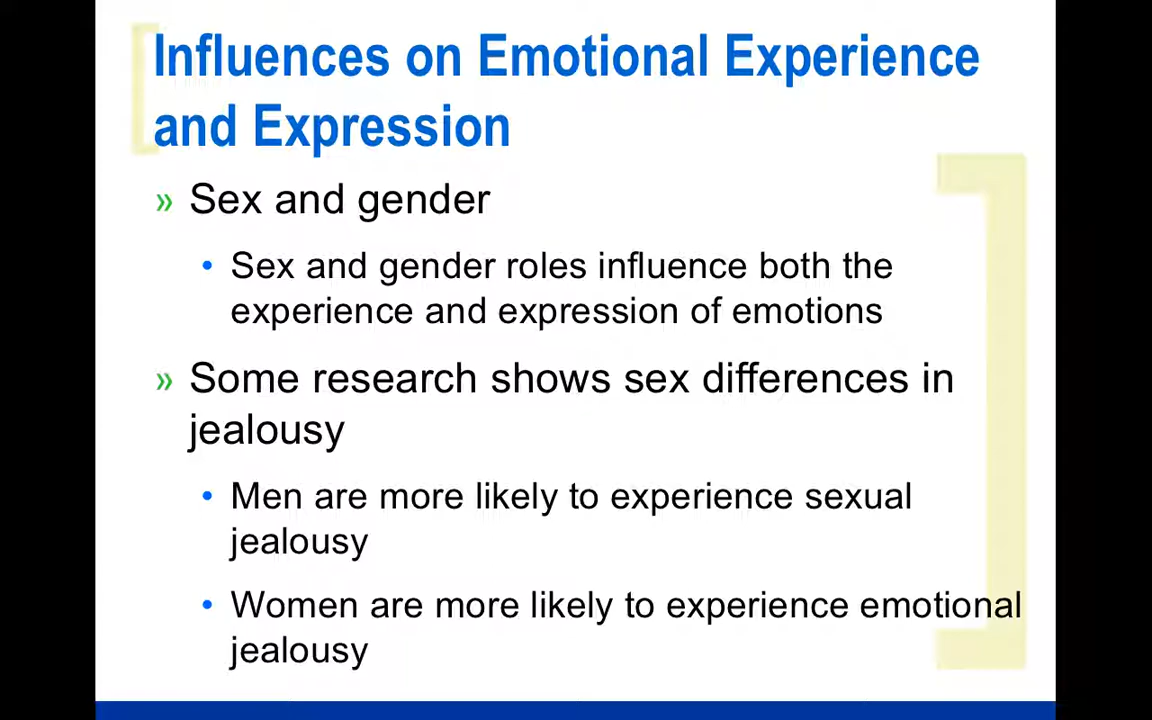 Influences on Emotional Experience
and Expression
» Sex and gender
• Sex and gender roles influence both the
experience and expression of emotions
» Some research shows sex differences in
jealousy
• Men are more likely to experience sexual
jealousy
• Women are more likely to experience emotional
jealousy